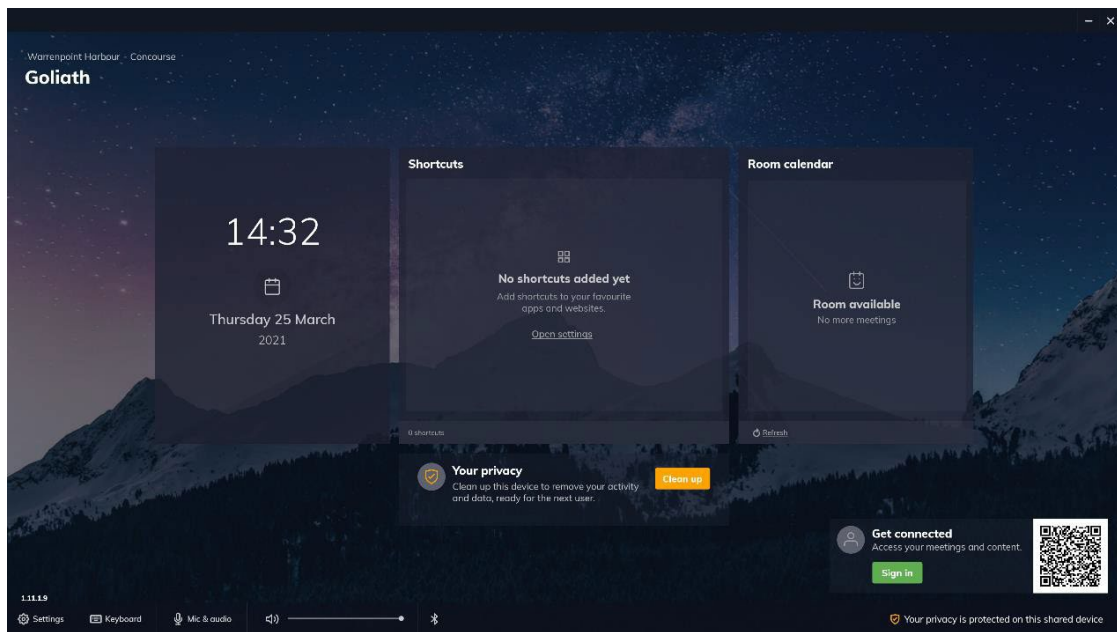 Warrenpoint Harbour - Concourse
Goliath
14:32
Thursday 25 March
2021
Shortcuts
No shortcuts added yet
Add shortcuts to your favourite
apps and websites.
Open settings
0 shortcuts
Room calendar
Room available
No more meetings
Refresh
Your privacy
Clean up this device to remove your activity
and data, ready for the next user.
Clean up
Get connected
Access your meetings and content.
Sign in
1.11.1.9
Settings
Keyboard
Mic & audio
Your privacy is protected on this shared device